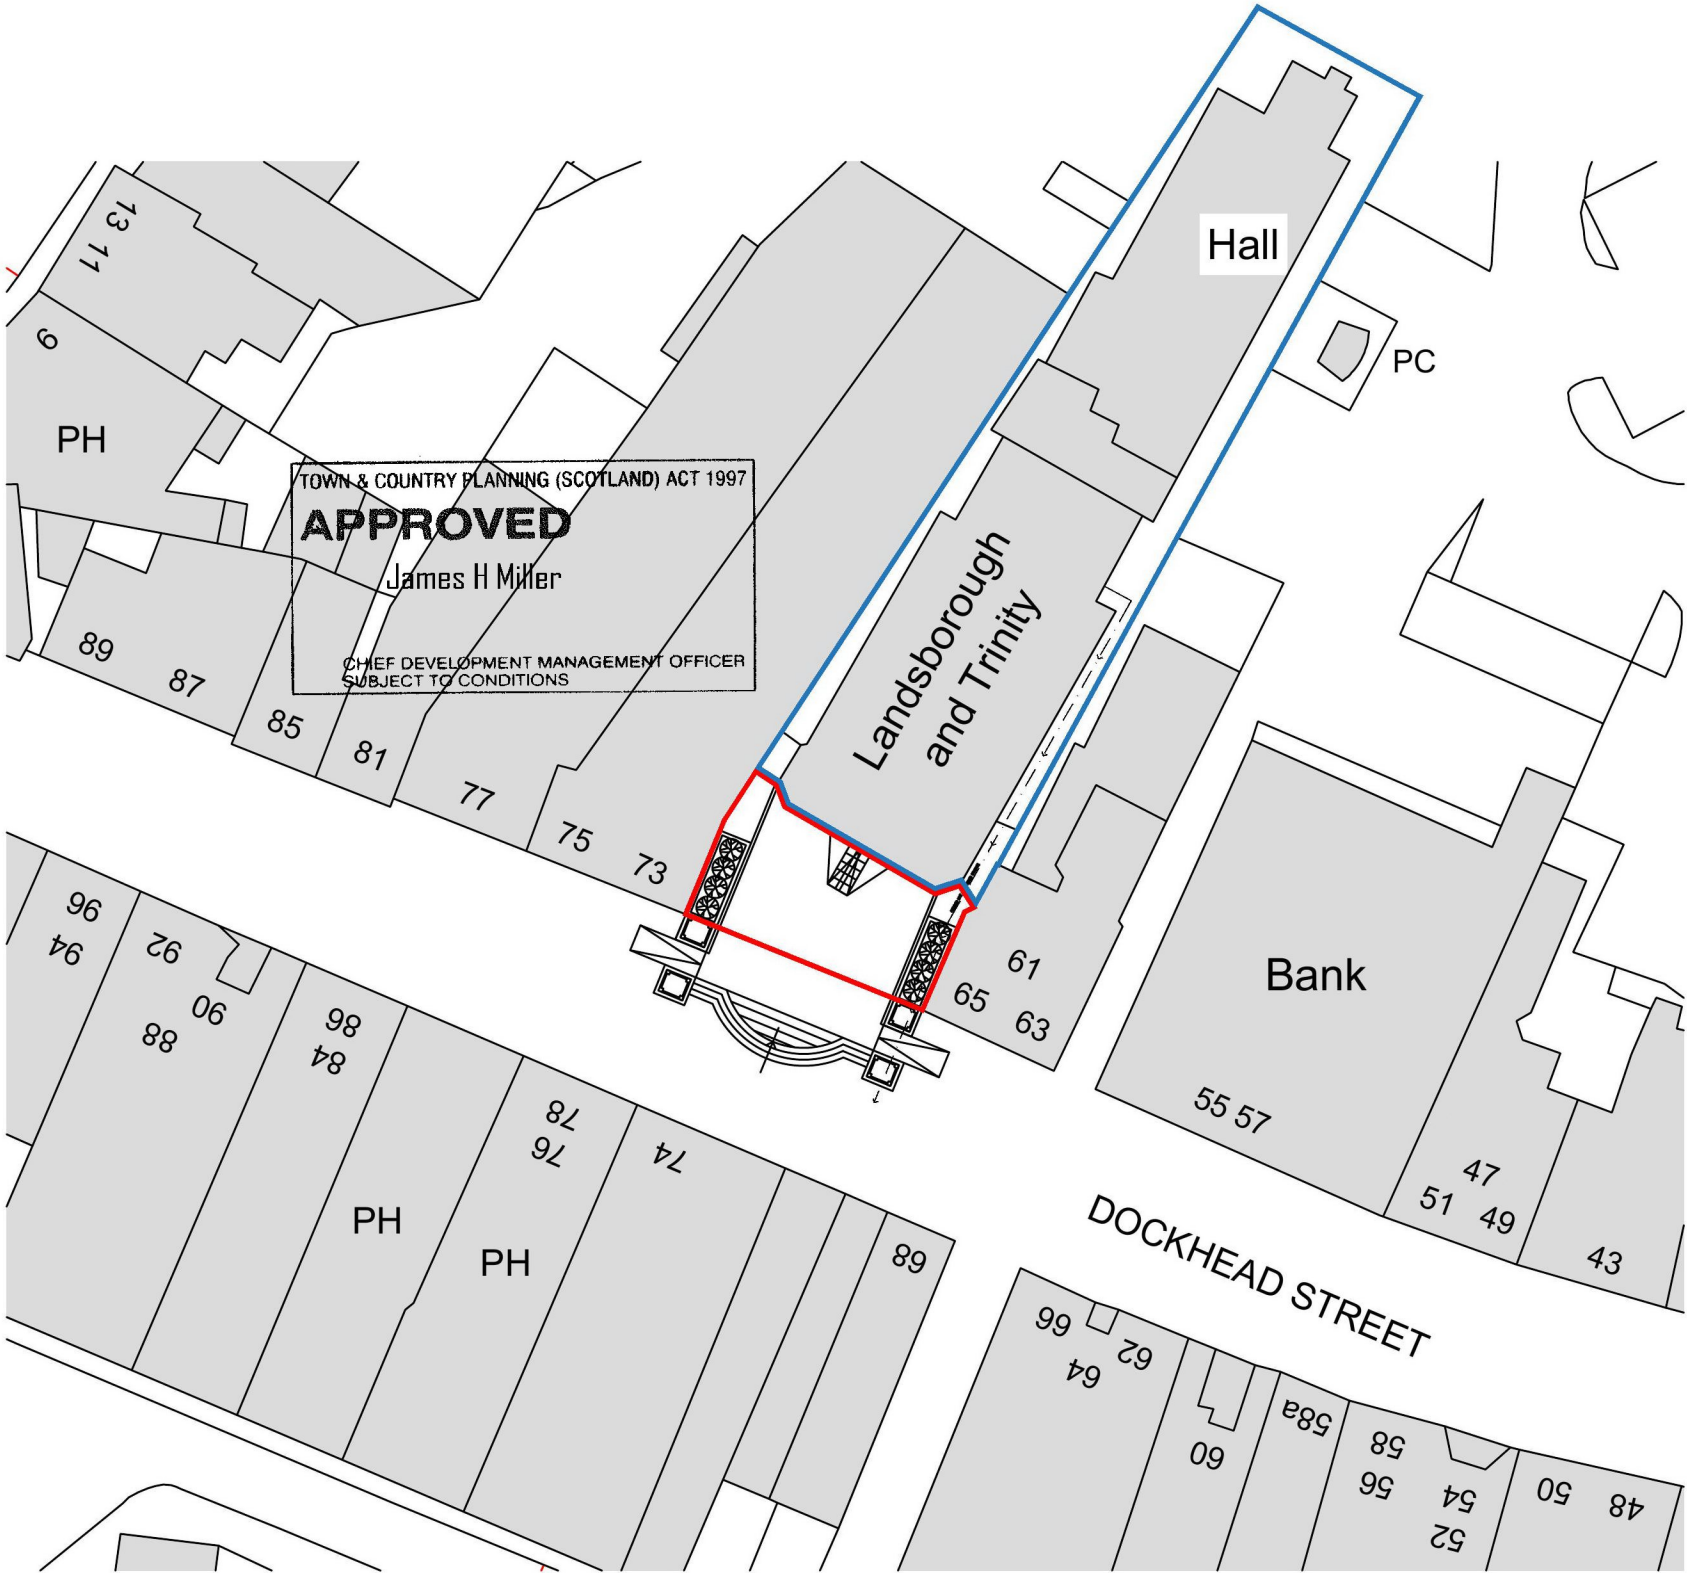 Hall
13
11
9
PC
PH
TOWN & COUNTRY PLANNING (SCOTLAND) ACT 1997
APPROVED
James H Miller
CHIEF DEVELOPMENT MANAGEMENT OFFICER
SUBJECT TO CONDITIONS
Landsborough
and Trinity
89
87
85
81
77
75
73
61
65
63
Bank
55 57
47
51
49
43
96
94
92
90
88
86
84
78
76
74
PH
PH
68
DOCKHEAD STREET
66
64
62
60
58a
58
56
54
52
50
48